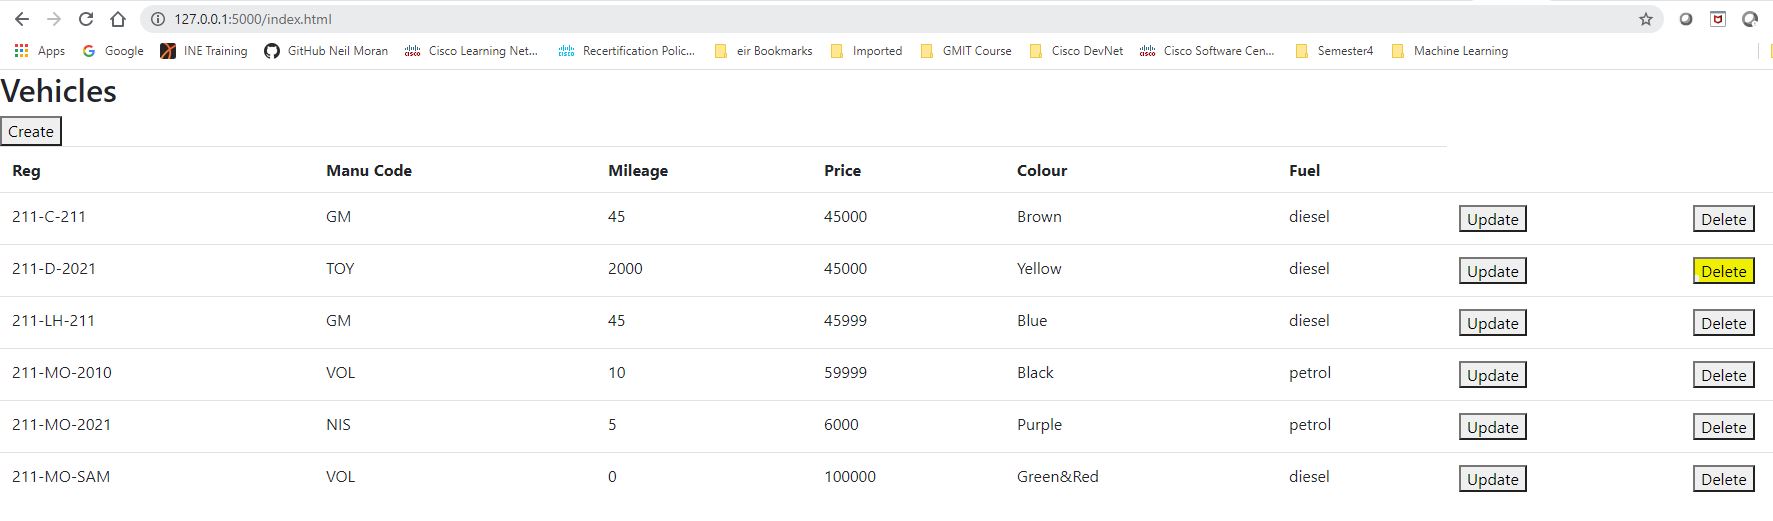 127.0.0.1:5000/index.html
Apps Google INE Training GitHub Neil Moran Cisco Learning Net... Recertification Polic... eir Bookmarks Imported GMIT Course Cisco DevNet Cisco Software Cen... Semester4 Machine Learning
Vehicles
Create
Reg Manu Code Mileage Price Colour Fuel
211-C-211 GM 45 45000 Brown diesel Update Delete
211-D-2021 TOY 2000 45000 Yellow diesel Update Delete
211-LH-211 GM 45 45999 Blue diesel Update Delete
211-MO-2010 VOL 10 59999 Black petrol Update Delete
211-MO-2021 NIS 5 6000 Purple petrol Update Delete
211-MO-SAM VOL 0 100000 Green&Red diesel Update Delete